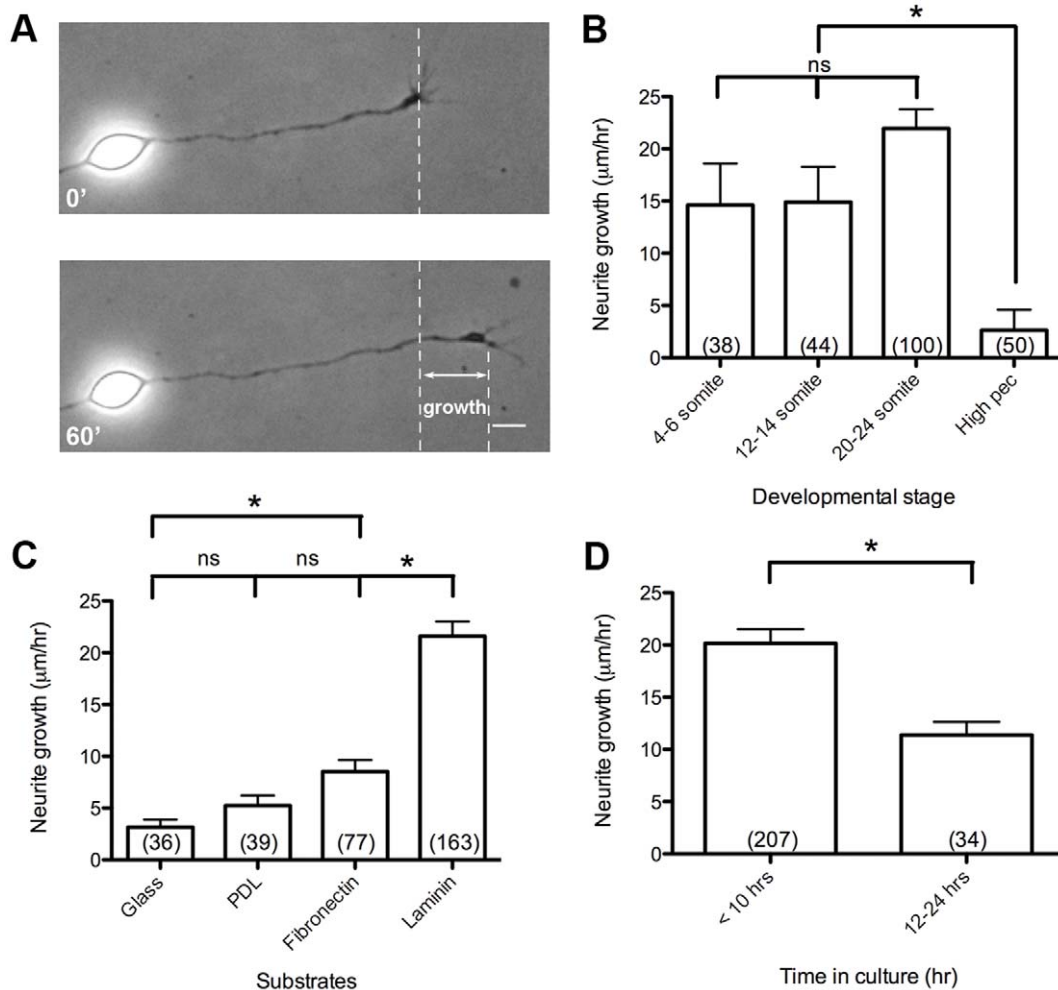 A
0’
60’
growth
B
*
ns
Neurite growth (μm/hr)
25
20
15
10
5
0
(38)
(44)
(100)
(50)
4-6 somite
12-14 somite
20-24 somite
High pec
Developmental stage
C
*
ns
ns
*
Neurite growth (μm/hr)
25
20
15
10
5
0
(36)
(39)
(77)
(163)
Glass
PDL
Fibronectin
Laminin
Substrates
D
*
Neurite growth (μm/hr)
25
20
15
10
5
0
(207)
(34)
< 10 hrs
12-24 hrs
Time in culture (hr)